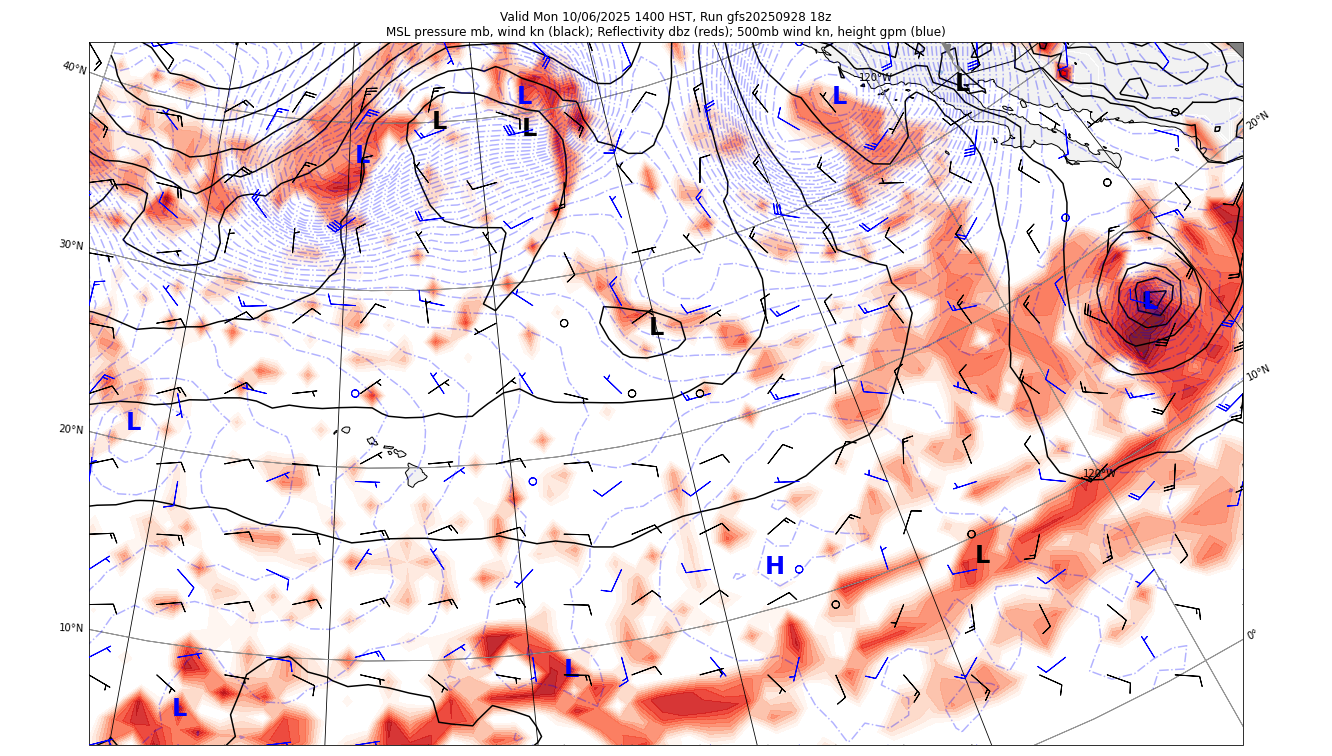 Valid Mon 10/06/2025 1400 HST, Run gfs20250928 18z
MSL pressure mb, wind kn (black); Reflectivity dbz (reds); 500mb wind kn, height gpm (blue)
40°N
120°W
L
L
L
L
L
L
20°N
L
30°N
L
L
10°N
20°N
L
120°W
H
L
10°N
0°
L
L